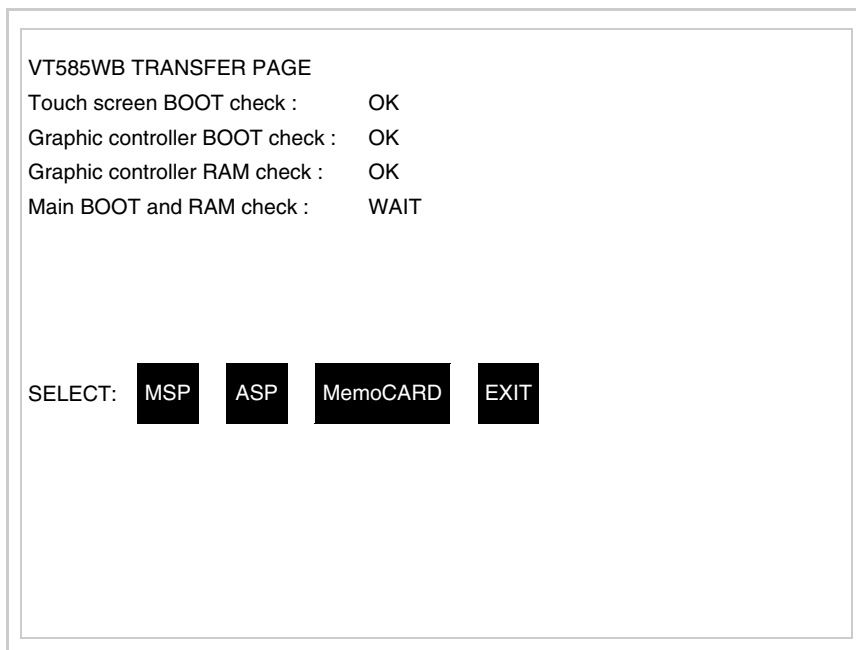 VT585WB TRANSFER PAGE
Touch screen BOOT check : OK
Graphic controller BOOT check : OK
Graphic controller RAM check : OK
Main BOOT and RAM check : WAIT
SELECT: MSP ASP MemoCARD EXIT